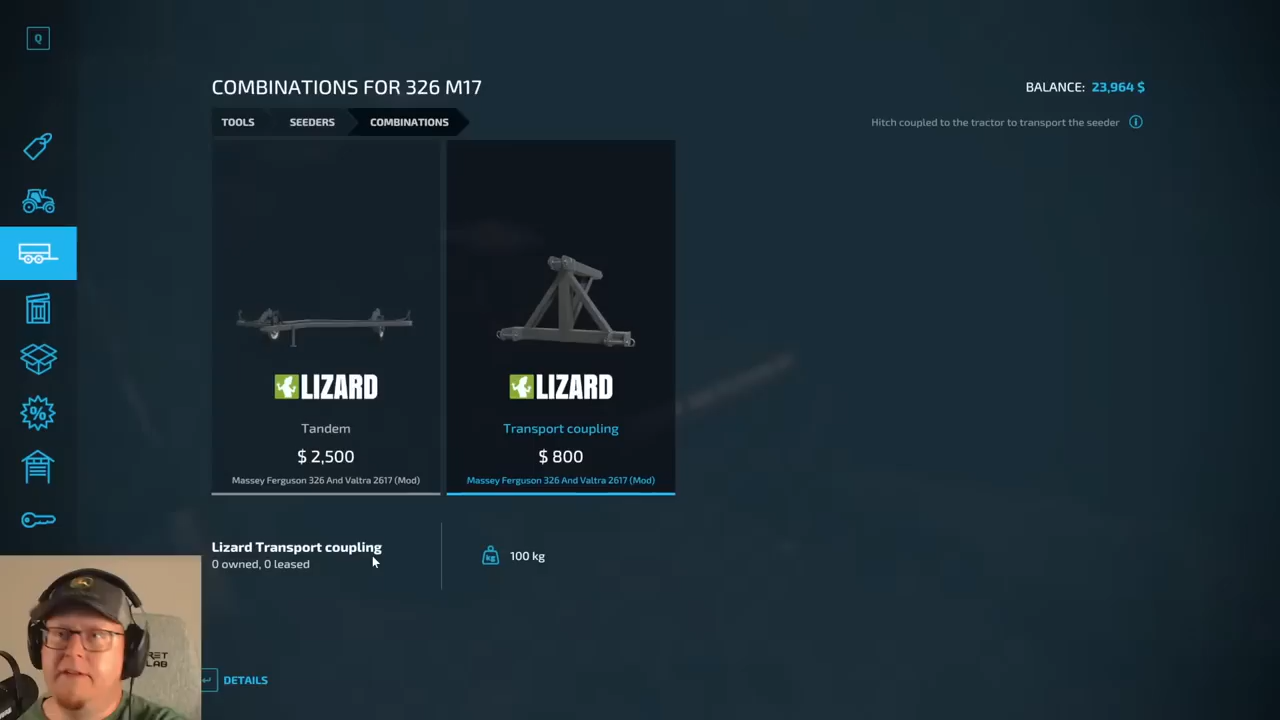 Q
COMBINATIONS FOR 326 M17
BALANCE: 23,964 $
TOOLS
SEEDERS
COMBINATIONS
Hitch coupled to the tractor to transport the seeder
LIZARD
Tandem
$ 2,500
Massey Ferguson 326 And Valtra 2617 (Mod)
LIZARD
Transport coupling
$ 800
Massey Ferguson 326 And Valtra 2617 (Mod)
Lizard Transport coupling
0 owned, 0 leased
kg
100 kg
DETAILS